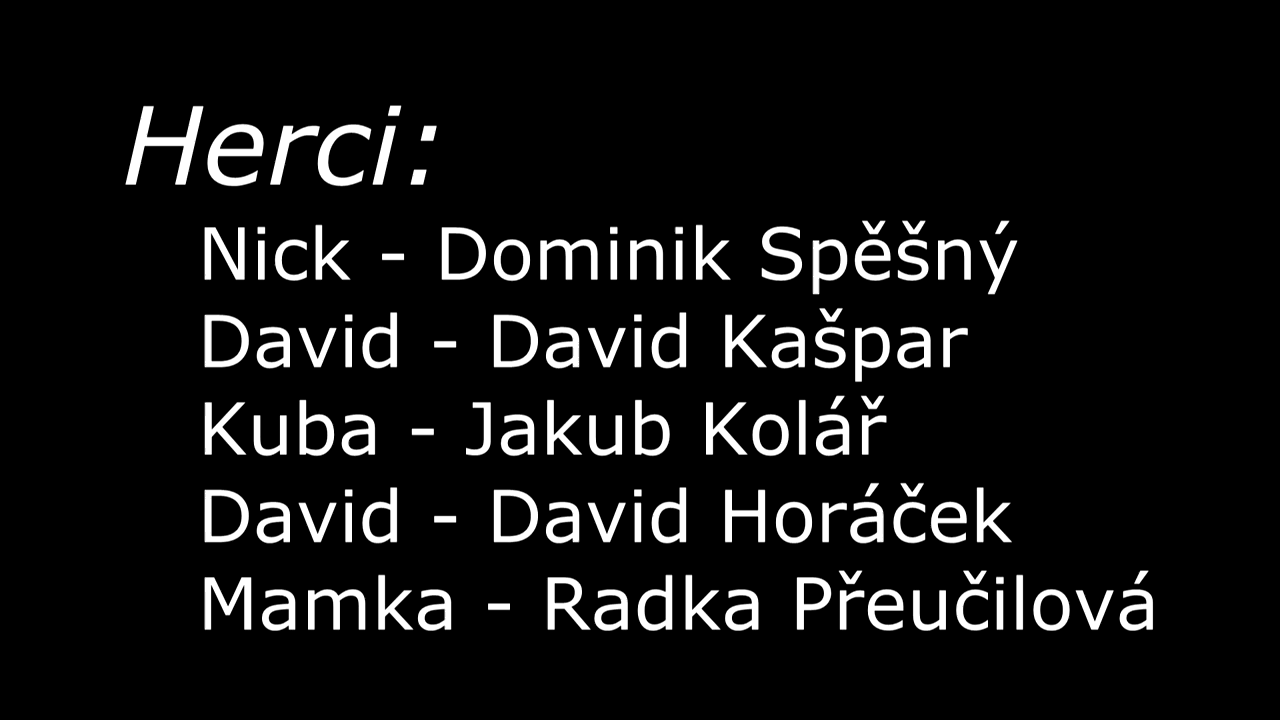 Herci:
Nick - Dominik Spěšný
David - David Kašpar
Kuba - Jakub Kolář
David - David Horáček
Mamka - Radka Přeučilová